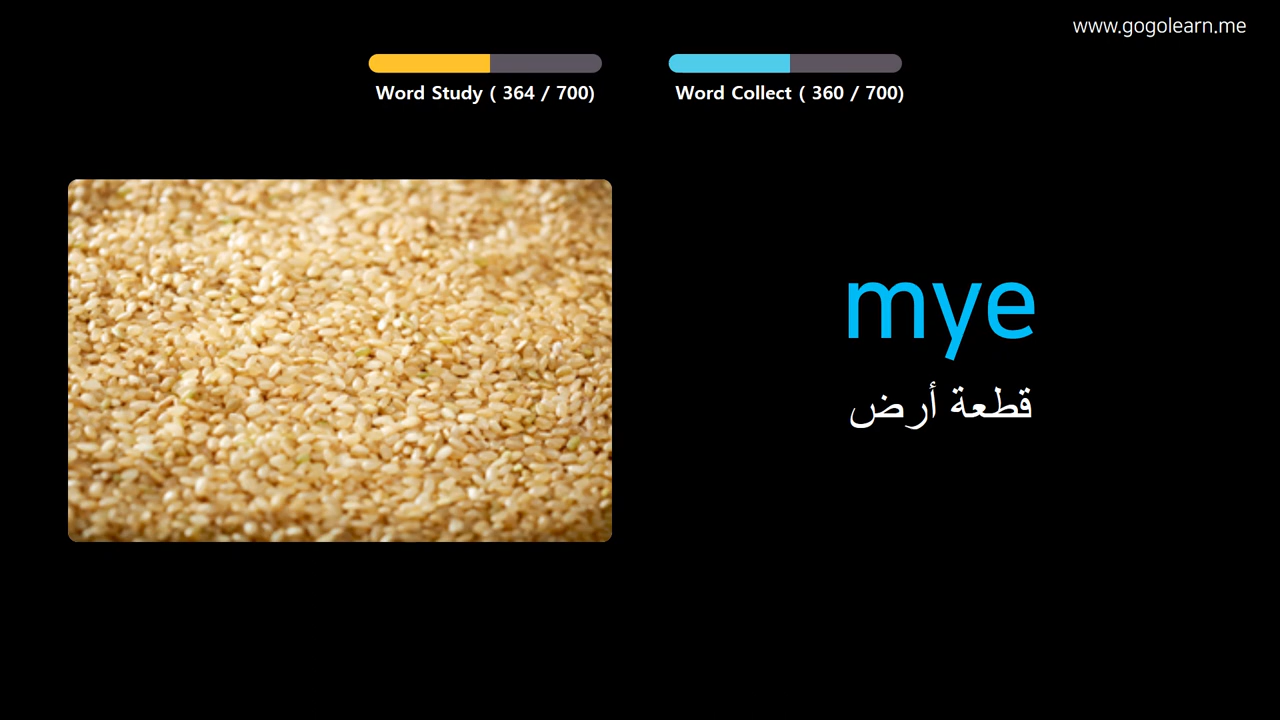 www.gogolearn.me
Word Study ( 364 / 700)
Word Collect ( 360 / 700)
mye
قطعة أرض